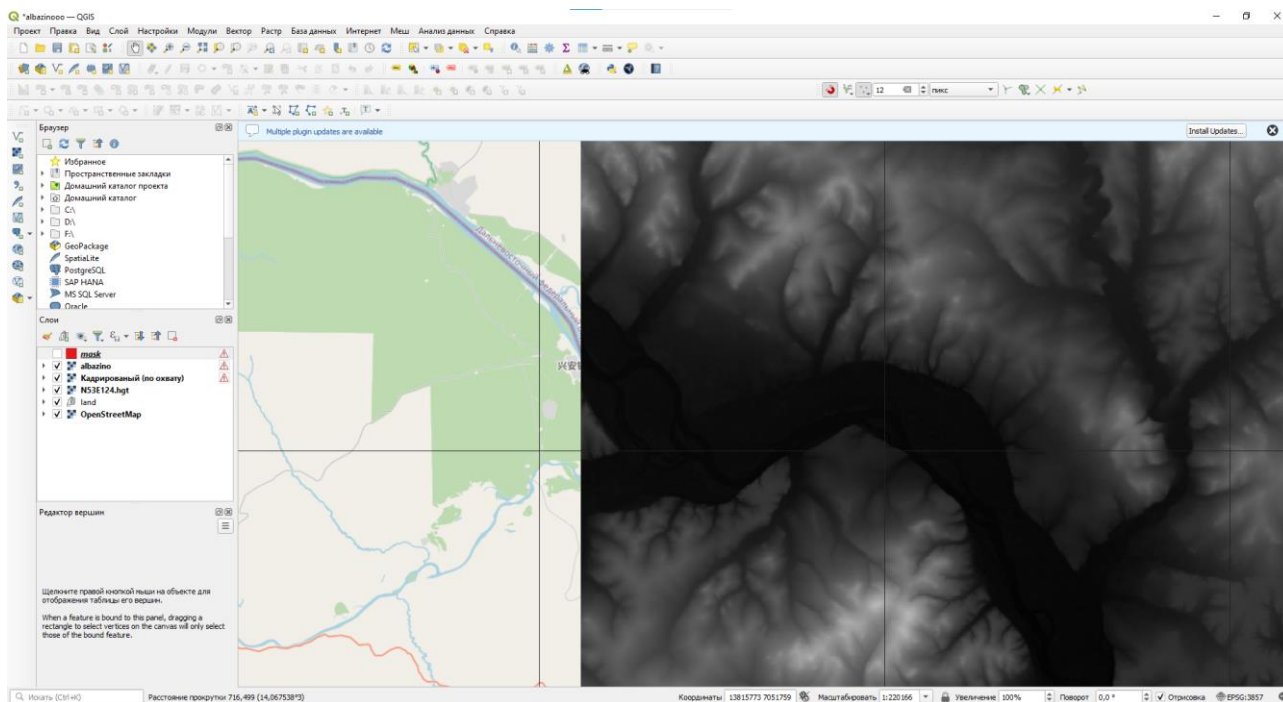 *albazinooo — QGIS
Проект Правка Вид Слой Настройки Модули Вектор Растр База данных Интернет Меш Анализ данных Справка
12 пикс
Браузер
Multiple plugin updates are available
Install Updates...
Избранное
Пространственные закладки
Домашний каталог проекта
Домашний каталог
C:\
D:\
F:\
GeoPackage
SpatiaLite
PostgreSQL
SAP HANA
MS SQL Server
Oracle
Слои
mask
albazino
Кадрированый (по охвату)
N53E124.hgt
land
OpenStreetMap
Редактор вершин
Щелкните правой кнопкой мыши на объекте для
отображения таблицы его вершин.
When a feature is bound to this panel, dragging a
rectangle to select vertices on the canvas will only select
those of the bound feature.
Дальневосточный федеральный
兴安
Искать (Ctrl+K) Расстояние прокрутки 716,499 (14,067538°3) Координаты 13815773 7051759 Масштабировать 1:220166 Увеличение 100% Поворот 0,0 ° Отрисовка EPSG:3857